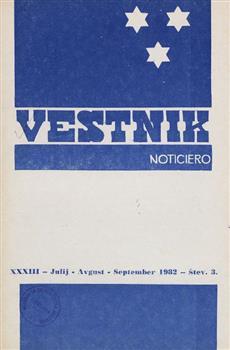 VESTNIK
NOTICIERO
XXXIII – Julij - Avgust - September 1982 – štev. 3.